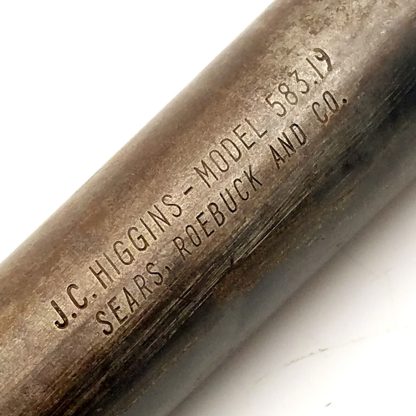 J.C. HIGGINS - MODEL 583.19
SEARS, ROEBUCK AND CO.